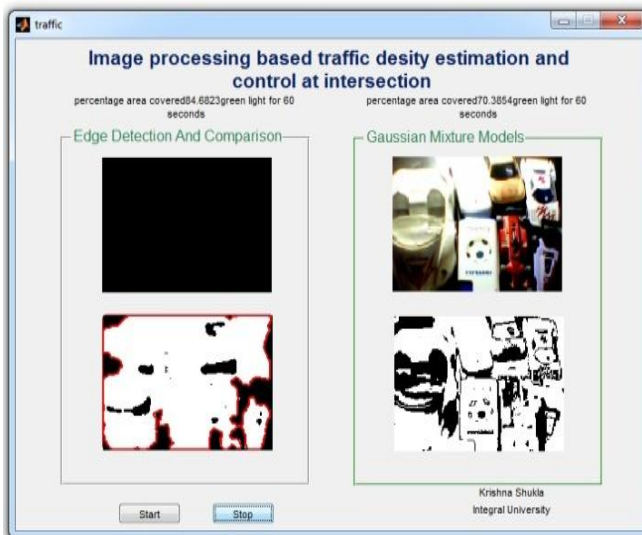 traffic
Image processing based traffic desity estimation and
control at intersection
percentage area covered84.6823green light for 60
seconds
percentage area covered70.3854green light for 60
seconds
Edge Detection And Comparison
Gaussian Mixture Models
Krishna Shukla
Integral University
Start
Stop